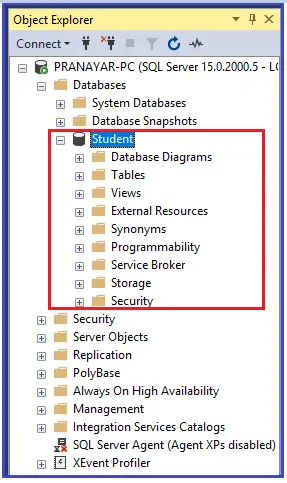 Object Explorer
Connect
PRANAYAR-PC (SQL Server 15.0.2000.5 - L
Databases
System Databases
Database Snapshots
Student
Database Diagrams
Tables
Views
External Resources
Synonyms
Programmability
Service Broker
Storage
Security
Security
Server Objects
Replication
PolyBase
Always On High Availability
Management
Integration Services Catalogs
SQL Server Agent (Agent XPs disabled)
XEvent Profiler